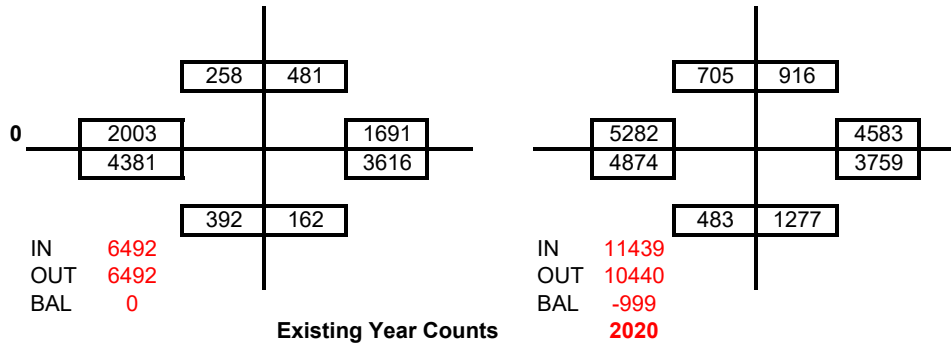 258 481 705 916
0 2003 1691 5282 4583
4381 3616 4874 3759
392 162 483 1277
IN 6492 IN 11439
OUT 6492 OUT 10440
BAL 0 BAL -999
Existing Year Counts 2020